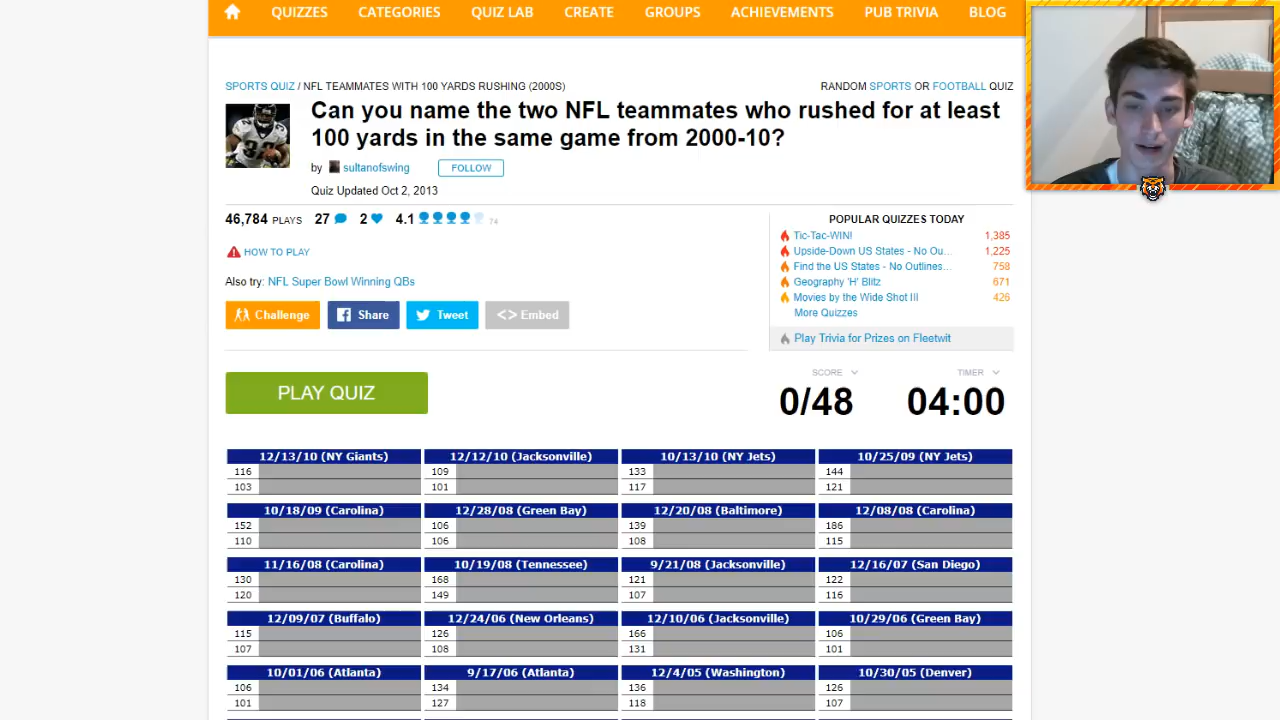 QUIZZES CATEGORIES QUIZ LAB CREATE GROUPS ACHIEVEMENTS PUB TRIVIA BLOG
SPORTS QUIZ / NFL TEAMMATES WITH 100 YARDS RUSHING (2000S)
RANDOM SPORTS OR FOOTBALL QUIZ
Can you name the two NFL teammates who rushed for at least
100 yards in the same game from 2000-10?
by sultanofswing FOLLOW
Quiz Updated Oct 2, 2013
46,784 PLAYS 27 2 4.1 74
HOW TO PLAY
Also try: NFL Super Bowl Winning QBs
Challenge Share Tweet <> Embed
POPULAR QUIZZES TODAY
Tic-Tac-WIN! 1,385
Upside-Down US States - No Ou... 1,225
Find the US States - No Outlines... 758
Geography 'H' Blitz 671
Movies by the Wide Shot III 426
More Quizzes
Play Trivia for Prizes on Fleetwit
PLAY QUIZ
SCORE TIMER
0/48 04:00
12/13/10 (NY Giants) 12/12/10 (Jacksonville) 10/13/10 (NY Jets) 10/25/09 (NY Jets)
116 109 133 144
103 101 117 121
10/18/09 (Carolina) 12/28/08 (Green Bay) 12/20/08 (Baltimore) 12/08/08 (Carolina)
152 106 139 186
110 106 108 115
11/16/08 (Carolina) 10/19/08 (Tennessee) 9/21/08 (Jacksonville) 12/16/07 (San Diego)
130 168 121 122
120 149 107 116
12/09/07 (Buffalo) 12/24/06 (New Orleans) 12/10/06 (Jacksonville) 10/29/06 (Green Bay)
115 126 166 106
107 108 131 101
10/01/06 (Atlanta) 9/17/06 (Atlanta) 12/4/05 (Washington) 10/30/05 (Denver)
106 134 136 126
101 127 118 107